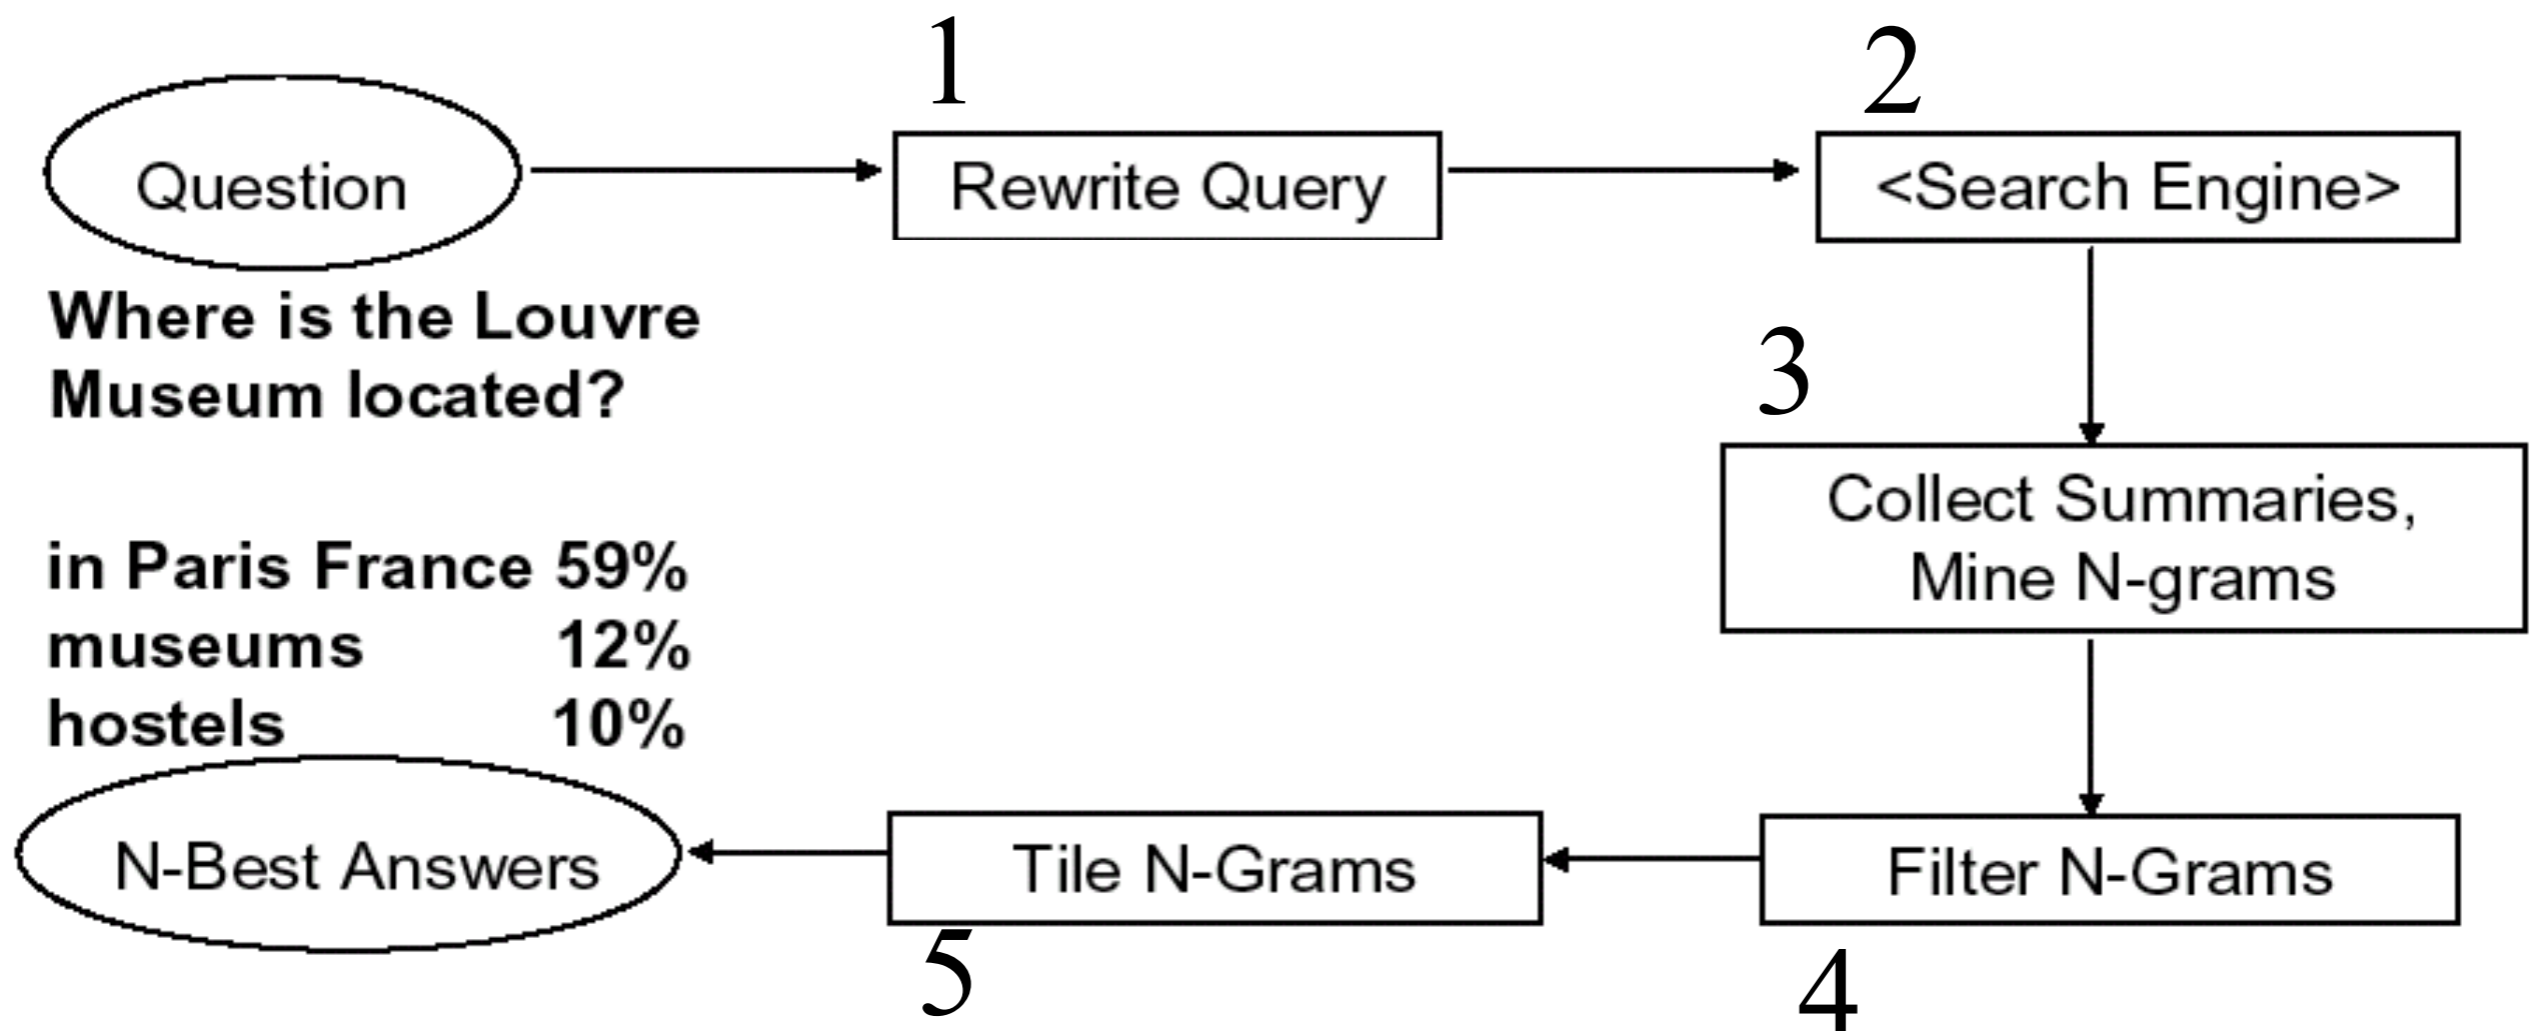 1
2
Question
Rewrite Query
<Search Engine>
Where is the Louvre
Museum located?
3
Collect Summaries,
Mine N-grams
in Paris France 59%
museums 12%
hostels 10%
N-Best Answers
Tile N-Grams
Filter N-Grams
5
4